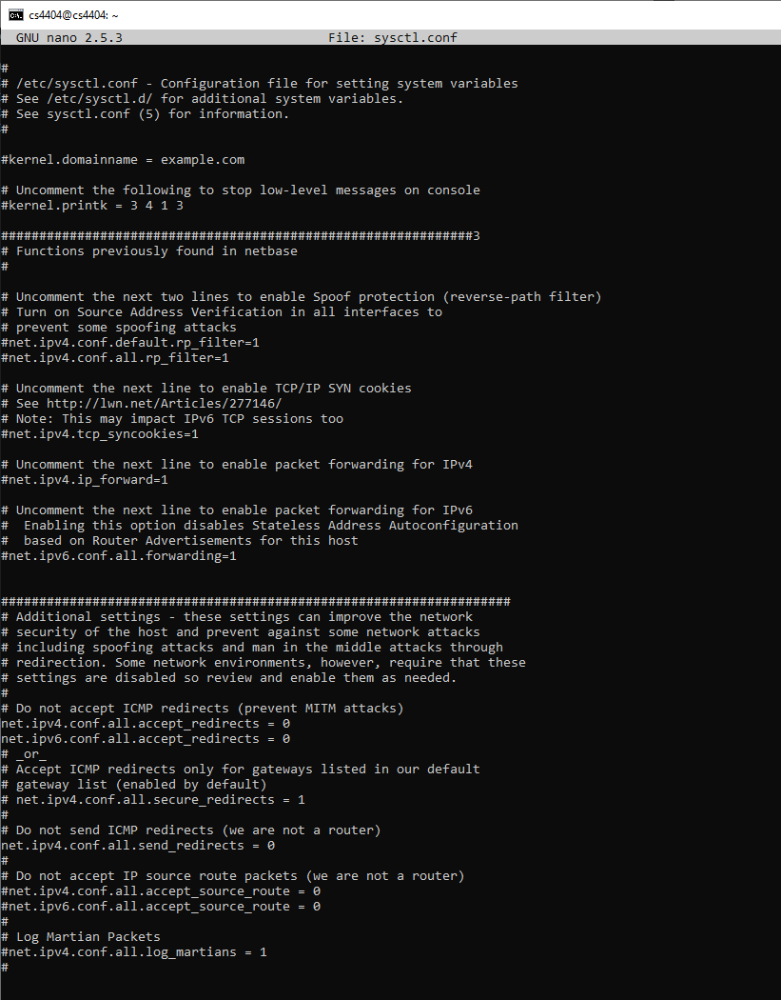 cs4404@cs4404: ~
GNU nano 2.5.3 File: sysctl.conf
#
# /etc/sysctl.conf - Configuration file for setting system variables
# See /etc/sysctl.d/ for additional system variables.
# See sysctl.conf (5) for information.
#
#kernel.domainname = example.com
# Uncomment the following to stop low-level messages on console
#kernel.printk = 3 4 1 3
##############################################################3
# Functions previously found in netbase
#
# Uncomment the next two lines to enable Spoof protection (reverse-path filter)
# Turn on Source Address Verification in all interfaces to
# prevent some spoofing attacks
#net.ipv4.conf.default.rp_filter=1
#net.ipv4.conf.all.rp_filter=1
# Uncomment the next line to enable TCP/IP SYN cookies
# See http://lwn.net/Articles/277146/
# Note: This may impact IPv6 TCP sessions too
#net.ipv4.tcp_syncookies=1
# Uncomment the next line to enable packet forwarding for IPv4
#net.ipv4.ip_forward=1
# Uncomment the next line to enable packet forwarding for IPv6
#  Enabling this option disables Stateless Address Autoconfiguration
#  based on Router Advertisements for this host
#net.ipv6.conf.all.forwarding=1
###################################################################
# Additional settings - these settings can improve the network
# security of the host and prevent against some network attacks
# including spoofing attacks and man in the middle attacks through
# redirection. Some network environments, however, require that these
# settings are disabled so review and enable them as needed.
#
# Do not accept ICMP redirects (prevent MITM attacks)
net.ipv4.conf.all.accept_redirects = 0
net.ipv6.conf.all.accept_redirects = 0
# _or_
# Accept ICMP redirects only for gateways listed in our default
# gateway list (enabled by default)
# net.ipv4.conf.all.secure_redirects = 1
#
# Do not send ICMP redirects (we are not a router)
net.ipv4.conf.all.send_redirects = 0
#
# Do not accept IP source route packets (we are not a router)
#net.ipv4.conf.all.accept_source_route = 0
#net.ipv6.conf.all.accept_source_route = 0
#
# Log Martian Packets
#net.ipv4.conf.all.log_martians = 1
#